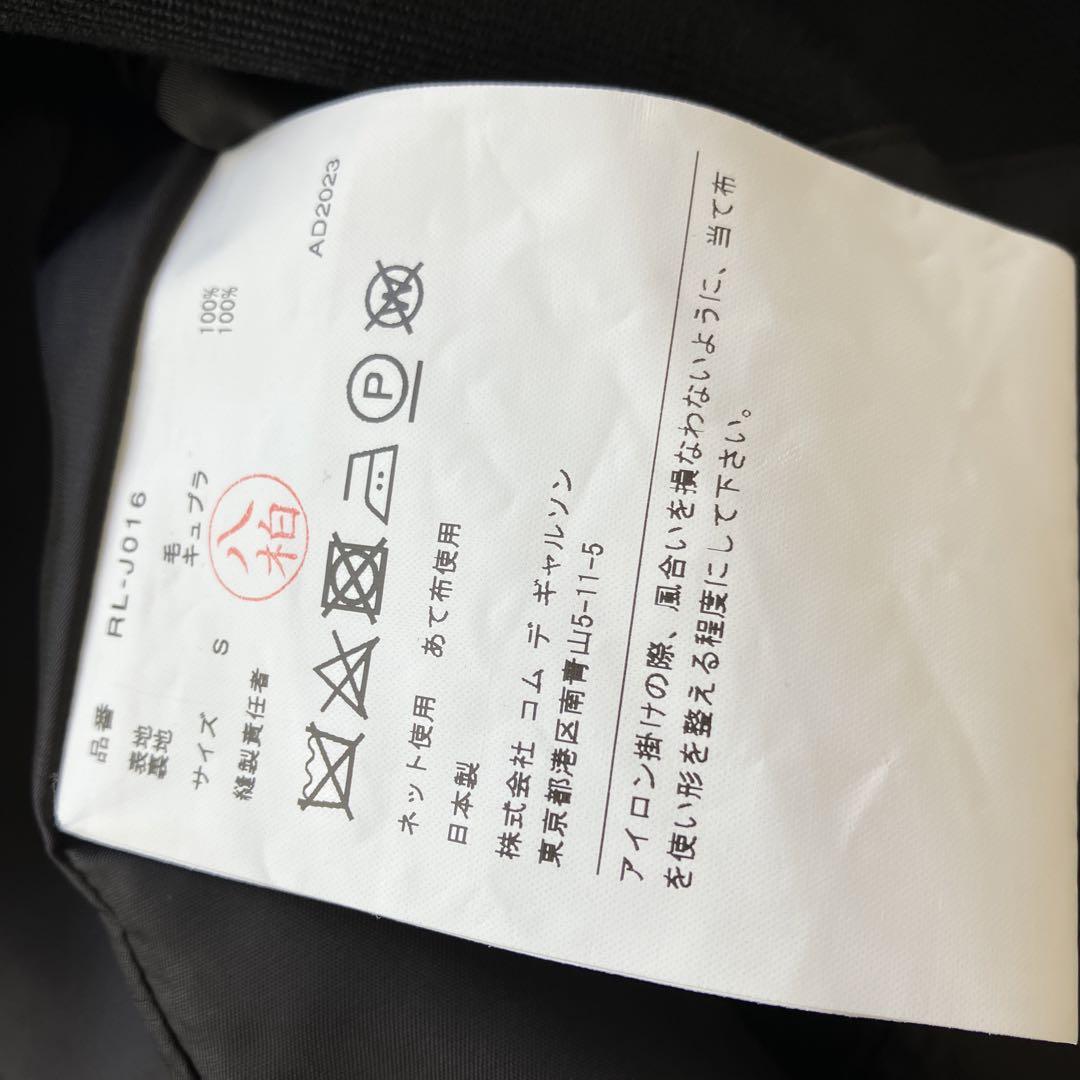 品番 RL-J016
表地 毛 100%
裏地 キュプラ 100%
サイズ S
縫製責任者 八柏
AD2023
P W
ネット使用 あて布使用
日本製
株式会社 コム デ ギャルソン
東京都港区南青山5-11-5
アイロン掛けの際、風合いを損なわないように、当て布
を使い形を整える程度にして下さい。